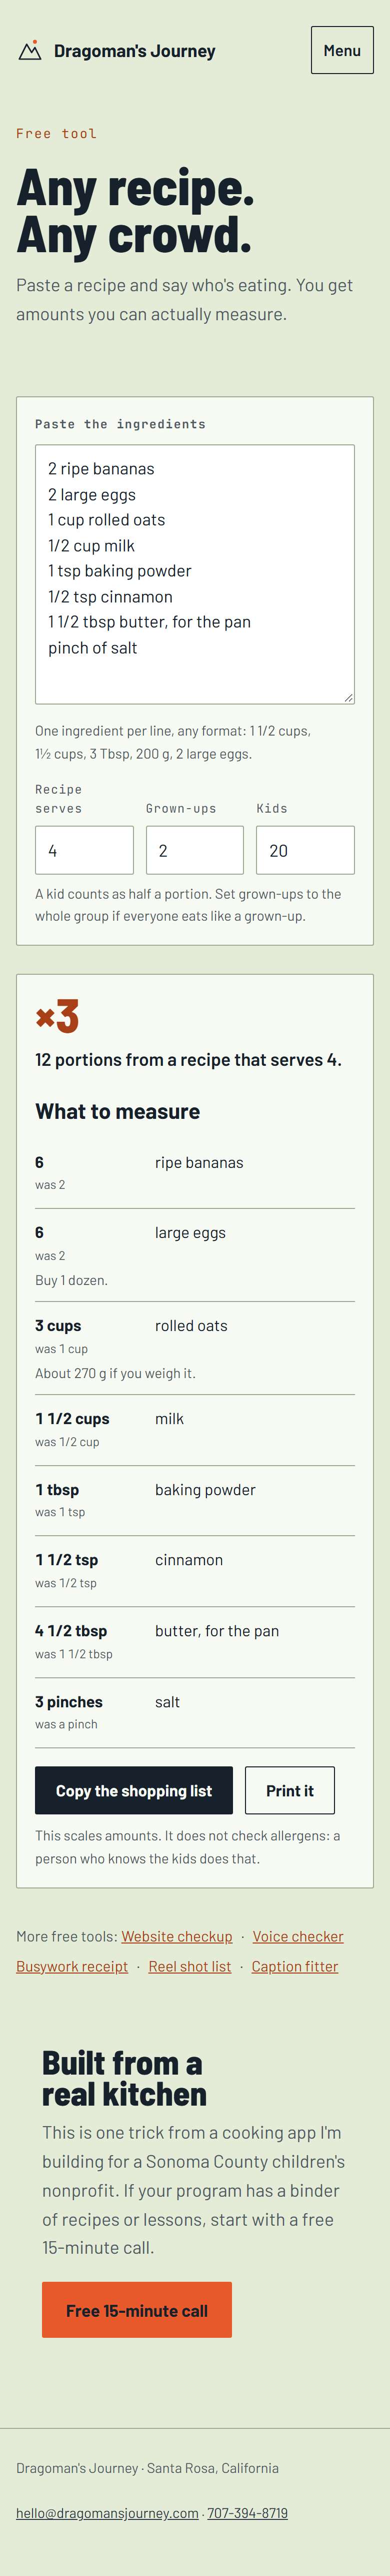 Dragoman's Journey
Menu
Free tool
Any recipe.
Any crowd.
Paste a recipe and say who's eating. You get
amounts you can actually measure.
Paste the ingredients
2 ripe bananas
2 large eggs
1 cup rolled oats
1/2 cup milk
1 tsp baking powder
1/2 tsp cinnamon
1 1/2 tbsp butter, for the pan
pinch of salt
One ingredient per line, any format: 1 1/2 cups,
1½ cups, 3 Tbsp, 200 g, 2 large eggs.
Recipe
serves
Grown-ups
Kids
4
2
20
A kid counts as half a portion. Set grown-ups to the
whole group if everyone eats like a grown-up.
×3
12 portions from a recipe that serves 4.
What to measure
6 ripe bananas
was 2
6 large eggs
was 2
Buy 1 dozen.
3 cups rolled oats
was 1 cup
About 270 g if you weigh it.
1 1/2 cups milk
was 1/2 cup
1 tbsp baking powder
was 1 tsp
1 1/2 tsp cinnamon
was 1/2 tsp
4 1/2 tbsp butter, for the pan
was 1 1/2 tbsp
3 pinches salt
was a pinch
Copy the shopping list
Print it
This scales amounts. It does not check allergens: a
person who knows the kids does that.
More free tools: Website checkup · Voice checker
Busywork receipt · Reel shot list · Caption fitter
Built from a
real kitchen
This is one trick from a cooking app I'm
building for a Sonoma County children's
nonprofit. If your program has a binder
of recipes or lessons, start with a free
15-minute call.
Free 15-minute call
Dragoman's Journey · Santa Rosa, California
hello@dragomansjourney.com · 707-394-8719